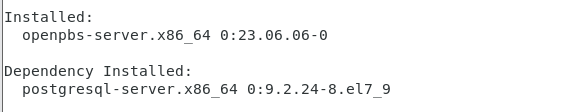 Installed:
  openpbs-server.x86_64 0:23.06.06-0

Dependency Installed:
  postgresql-server.x86_64 0:9.2.24-8.el7_9